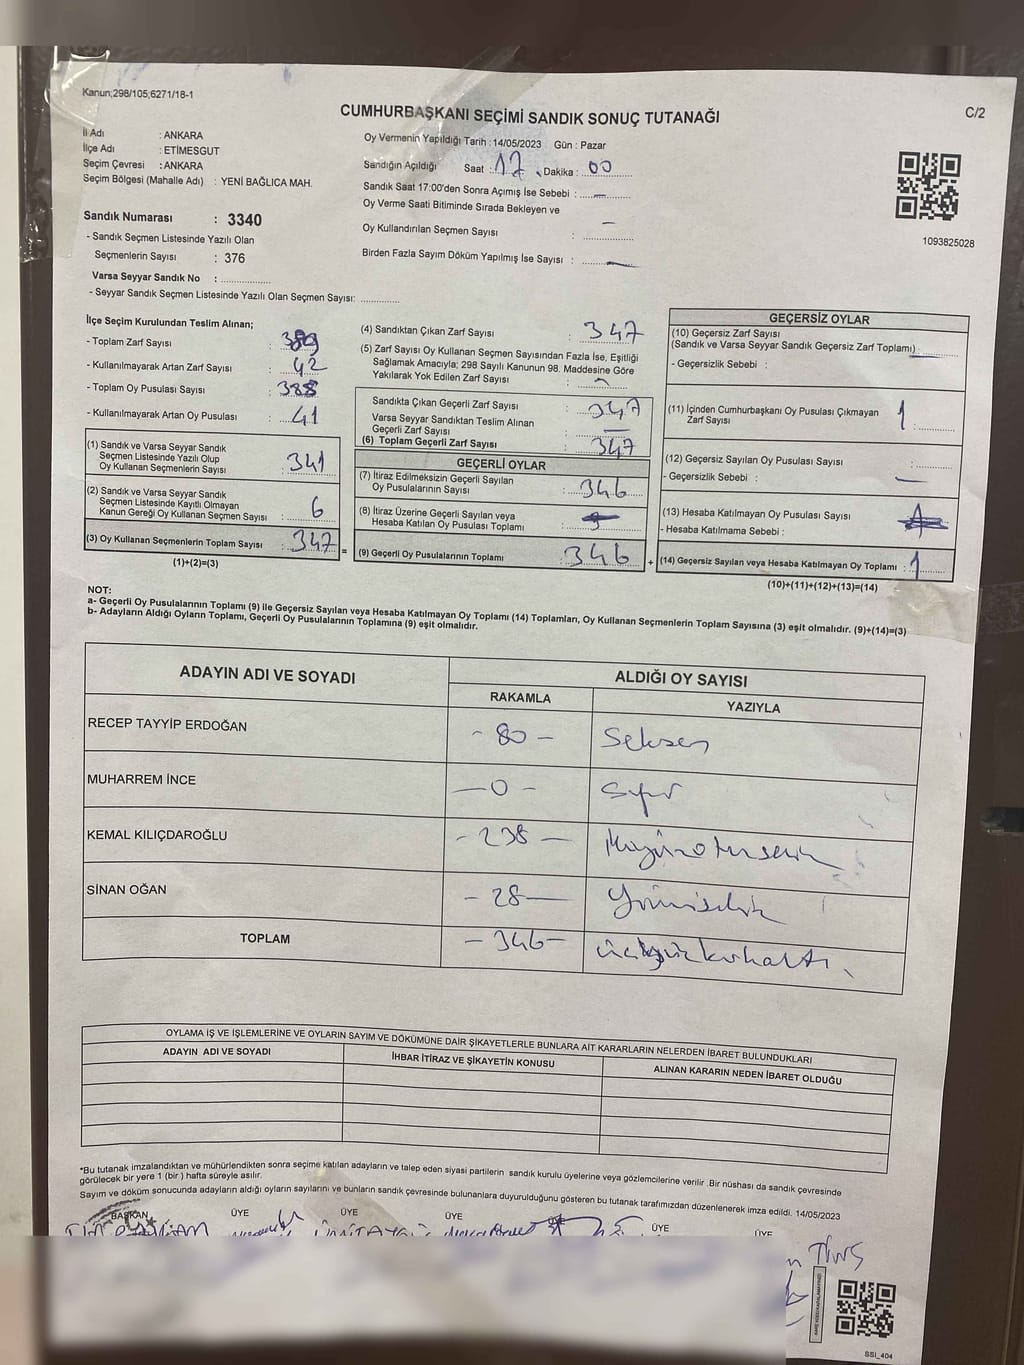 Kanun;298/105;6271/18-1
C/2
CUMHURBAŞKANI SEÇİMİ SANDIK SONUÇ TUTANAĞI
İl Adı : ANKARA
İlçe Adı : ETİMESGUT
Seçim Çevresi : ANKARA
Seçim Bölgesi (Mahalle Adı) : YENİ BAĞLICA MAH.
Sandık Numarası : 3340
- Sandık Seçmen Listesinde Yazılı Olan
Seçmenlerin Sayısı : 376
Varsa Seyyar Sandık No :
- Seyyar Sandık Seçmen Listesinde Yazılı Olan Seçmen Sayısı:
Oy Vermenin Yapıldığı Tarih : 14/05/2023 Gün : Pazar
Sandığın Açıldığı Saat : 17 Dakika : 00
Sandık Saat 17:00'den Sonra Açımış İse Sebebi : —
Oy Verme Saati Bitiminde Sırada Bekleyen ve
Oy Kullandırılan Seçmen Sayısı : —
Birden Fazla Sayım Döküm Yapılmış İse Sayısı : —
1093825028
İlçe Seçim Kurulundan Teslim Alınan;
- Toplam Zarf Sayısı : 389
- Kullanılmayarak Artan Zarf Sayısı : 42
- Toplam Oy Pusulası Sayısı : 388
- Kullanılmayarak Artan Oy Pusulası : 41
(1) Sandık ve Varsa Seyyar Sandık
Seçmen Listesinde Yazılı Olup
Oy Kullanan Seçmenlerin Sayısı : 341
(2) Sandık ve Varsa Seyyar Sandık
Seçmen Listesinde Kayıtlı Olmayan
Kanun Gereği Oy Kullanan Seçmen Sayısı : 6
(3) Oy Kullanan Seçmenlerin Toplam Sayısı : 347
(1)+(2)=(3)
=
(4) Sandıktan Çıkan Zarf Sayısı : 347
(5) Zarf Sayısı Oy Kullanan Seçmen Sayısından Fazla İse, Eşitliği
Sağlamak Amacıyla; 298 Sayılı Kanunun 98. Maddesine Göre
Yakılarak Yok Edilen Zarf Sayısı : —
Sandıkta Çıkan Geçerli Zarf Sayısı : 347
Varsa Seyyar Sandıktan Teslim Alınan
Geçerli Zarf Sayısı : —
(6) Toplam Geçerli Zarf Sayısı : 347
GEÇERLİ OYLAR
(7) İtiraz Edilmeksizin Geçerli Sayılan
Oy Pusulalarının Sayısı : 346
(8) İtiraz Üzerine Geçerli Sayılan veya
Hesaba Katılan Oy Pusulası Toplamı :
(9) Geçerli Oy Pusulalarının Toplamı : 346
+
GEÇERSİZ OYLAR
(10) Geçersiz Zarf Sayısı
(Sandık ve Varsa Seyyar Sandık Geçersiz Zarf Toplamı) : —
- Geçersizlik Sebebi :
(11) İçinden Cumhurbaşkanı Oy Pusulası Çıkmayan
Zarf Sayısı : 1
(12) Geçersiz Sayılan Oy Pusulası Sayısı :
- Geçersizlik Sebebi : —
(13) Hesaba Katılmayan Oy Pusulası Sayısı :
- Hesaba Katılmama Sebebi :
(14) Geçersiz Sayılan veya Hesaba Katılmayan Oy Toplamı : 1
(10)+(11)+(12)+(13)=(14)
NOT:
a- Geçerli Oy Pusulalarının Toplamı (9) ile Geçersiz Sayılan veya Hesaba Katılmayan Oy Toplamı (14) Toplamları, Oy Kullanan Seçmenlerin Toplam Sayısına (3) eşit olmalıdır. (9)+(14)=(3)
b- Adayların Aldığı Oyların Toplamı, Geçerli Oy Pusulalarının Toplamına (9) eşit olmalıdır.
ADAYIN ADI VE SOYADI
ALDIĞI OY SAYISI
RAKAMLA YAZIYLA
RECEP TAYYİP ERDOĞAN - 80 - Seksen
MUHARREM İNCE - 0 - Sıfır
KEMAL KILIÇDAROĞLU - 238 - İkiyüzotuzsekiz
SİNAN OĞAN - 28 - Yirmisekiz
TOPLAM - 346 - üçyüzkırkaltı
OYLAMA İŞ VE İŞLEMLERİNE VE OYLARIN SAYIM VE DÖKÜMÜNE DAİR ŞİKAYETLERLE BUNLARA AİT KARARLARIN NELERDEN İBARET BULUNDUKLARI
ADAYIN ADI VE SOYADI İHBAR İTİRAZ VE ŞİKAYETİN KONUSU ALINAN KARARIN NEDEN İBARET OLDUĞU
*Bu tutanak imzalandıktan ve mühürlendikten sonra seçime katılan adayların ve talep eden siyasi partilerin sandık kurulu üyelerine veya gözlemcilerine verilir .Bir nüshası da sandık çevresinde
görülecek bir yere 1 (bir ) hafta süreyle asılır.
Sayım ve döküm sonucunda adayların aldığı oyların sayılarını ve bunların sandık çevresinde bulunanlara duyurulduğunu gösteren bu tutanak tarafımızdan düzenlenerek imza edildi. 14/05/2023
BAŞKAN ÜYE ÜYE ÜYE ÜYE ÜYE
SSI_404